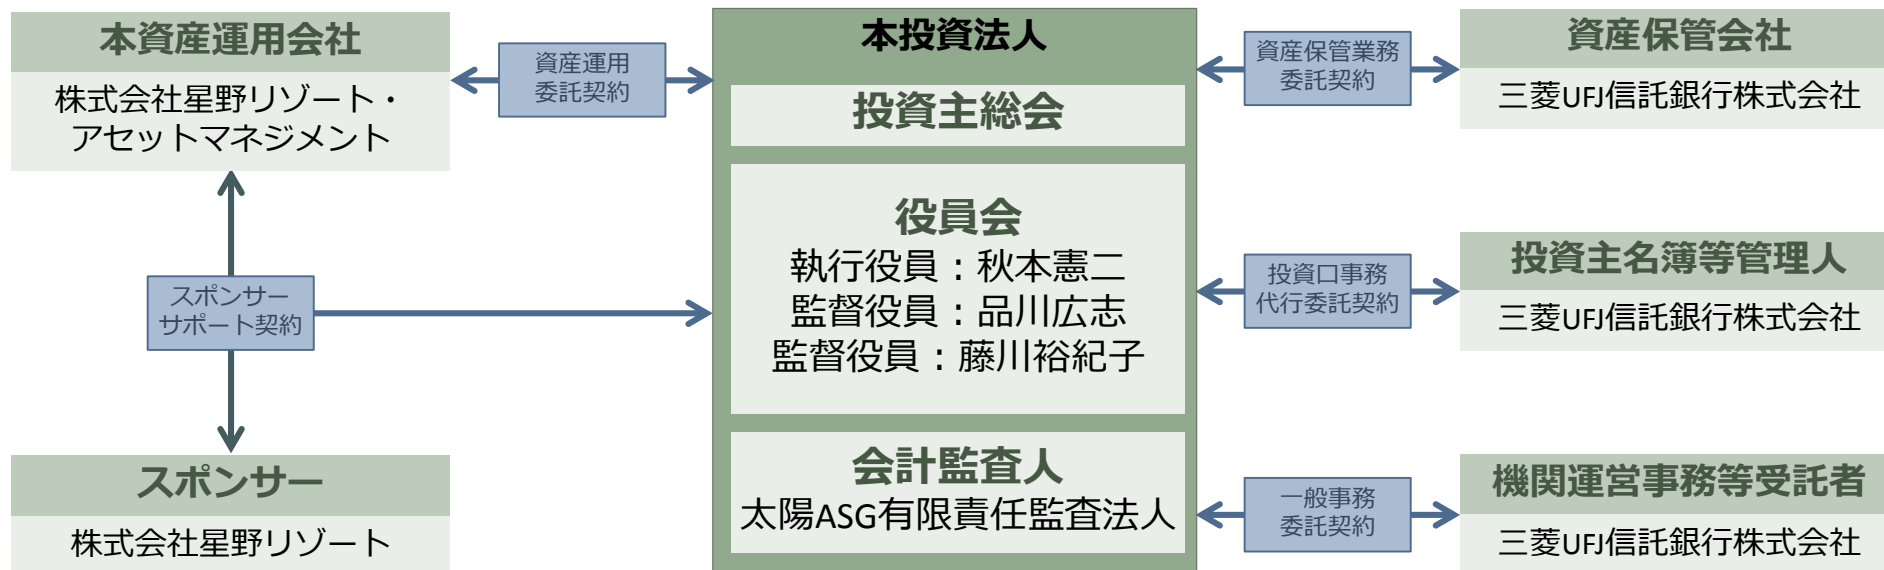 本資産運用会社
株式会社星野リゾート・
アセットマネジメント
資産運用
委託契約
スポンサー
サポート契約
スポンサー
株式会社星野リゾート
本投資法人
投資主総会
役員会
執行役員：秋本憲二
監督役員：品川広志
監督役員：藤川裕紀子
会計監査人
太陽ASG有限責任監査法人
資産保管業務
委託契約
資産保管会社
三菱UFJ信託銀行株式会社
投資口事務
代行委託契約
投資主名簿等管理人
三菱UFJ信託銀行株式会社
一般事務
委託契約
機関運営事務等受託者
三菱UFJ信託銀行株式会社